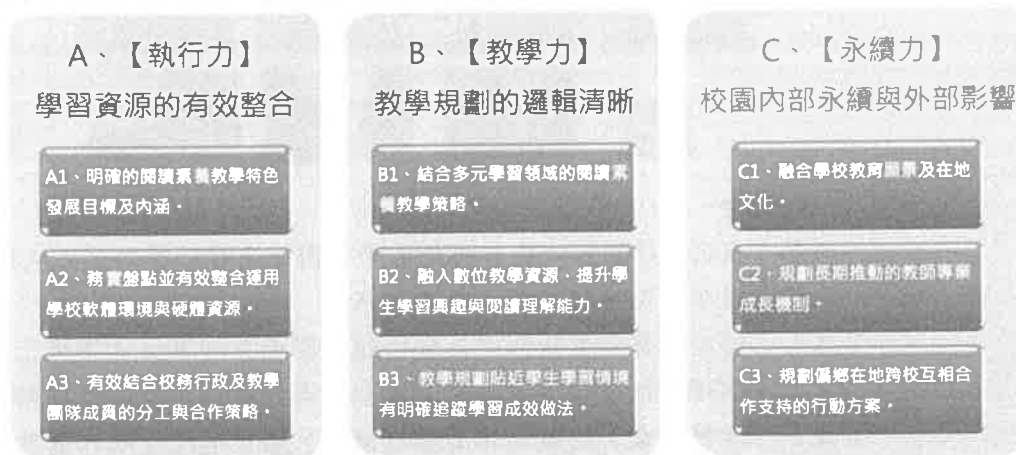 A、【執行力】
學習資源的有效整合
A1、明確的閱讀素養教學特色
發展目標及內涵。
A2、務實盤點並有效整合運用
學校軟體環境與硬體資源。
A3、有效結合校務行政及教學
團隊成員的分工與合作策略。
B、【教學力】
教學規劃的邏輯清晰
B1、結合多元學習領域的閱讀素
養教學策略。
B2、融入數位教學資源，提升學
生學習興趣與閱讀理解能力。
B3、教學規劃貼近學生學習情境
有明確追蹤學習成效做法。
C、【永續力】
校園內部永續與外部影響
C1、融合學校教育願景及在地
文化。
C2、規劃長期推動的教師專業
成長機制。
C3、規劃偏鄉在地跨校互相合
作支持的行動方案。